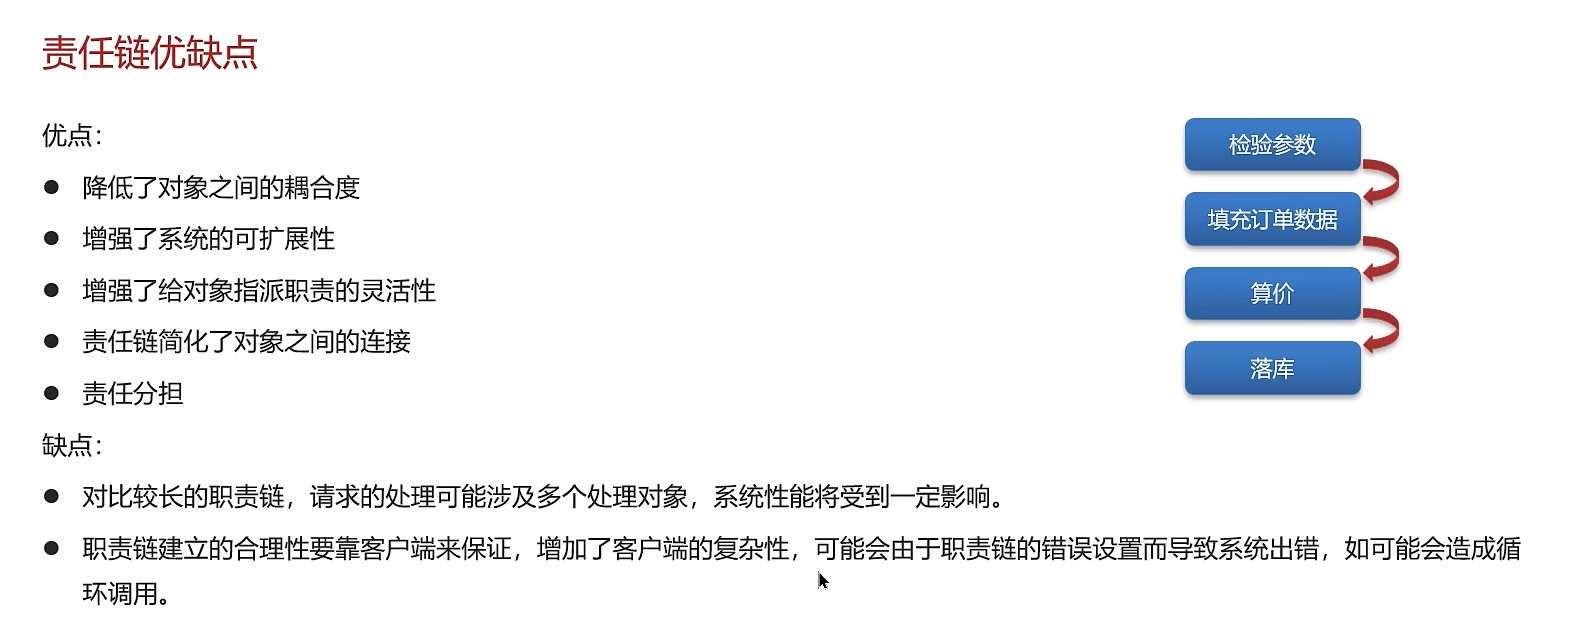 责任链优缺点
优点：
● 降低了对象之间的耦合度
● 增强了系统的可扩展性
● 增强了给对象指派职责的灵活性
● 责任链简化了对象之间的连接
● 责任分担
缺点：
● 对比较长的职责链，请求的处理可能涉及多个处理对象，系统性能将受到一定影响。
● 职责链建立的合理性要靠客户端来保证，增加了客户端的复杂性，可能会由于职责链的错误设置而导致系统出错，如可能会造成循
环调用。
检验参数
填充订单数据
算价
落库